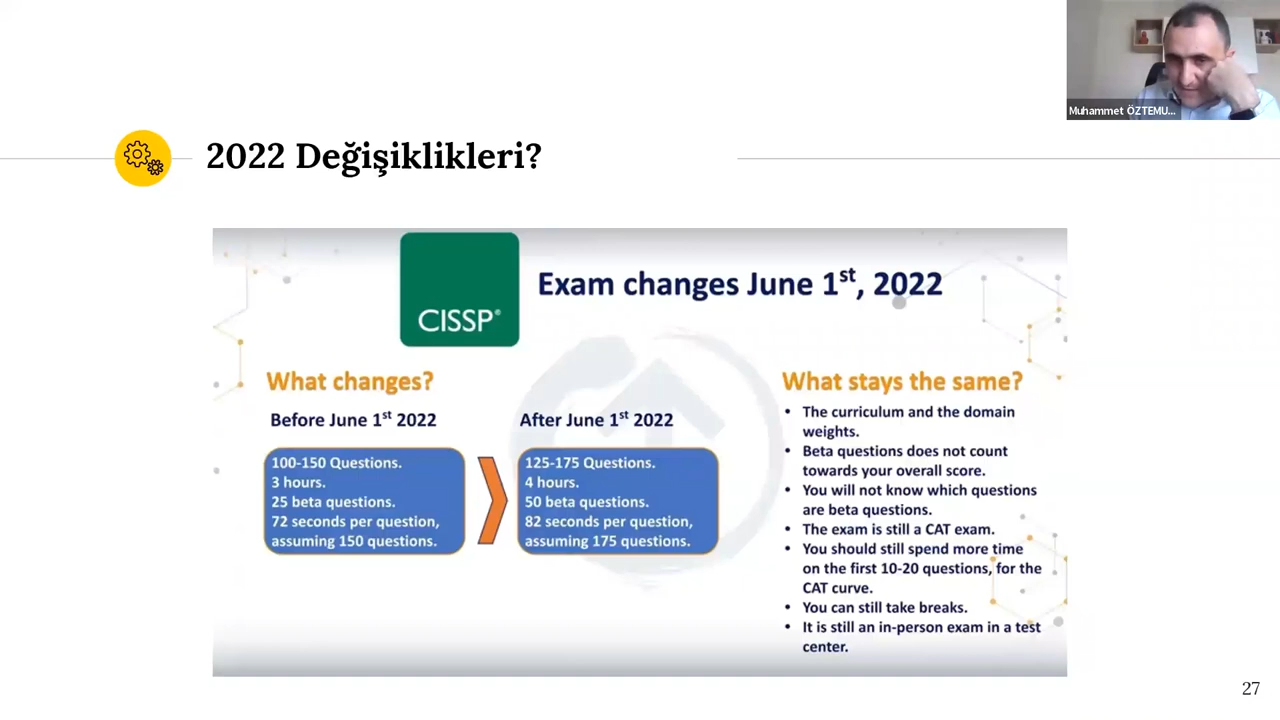 Muhammet ÖZTEMU...
2022 Değişiklikleri?
CISSP®
Exam changes June 1st, 2022
What changes?
Before June 1st 2022
100-150 Questions.
3 hours.
25 beta questions.
72 seconds per question,
assuming 150 questions.
After June 1st 2022
125-175 Questions.
4 hours.
50 beta questions.
82 seconds per question,
assuming 175 questions.
What stays the same?
• The curriculum and the domain
weights.
• Beta questions does not count
towards your overall score.
• You will not know which questions
are beta questions.
• The exam is still a CAT exam.
• You should still spend more time
on the first 10-20 questions, for the
CAT curve.
• You can still take breaks.
• It is still an in-person exam in a test
center.
27